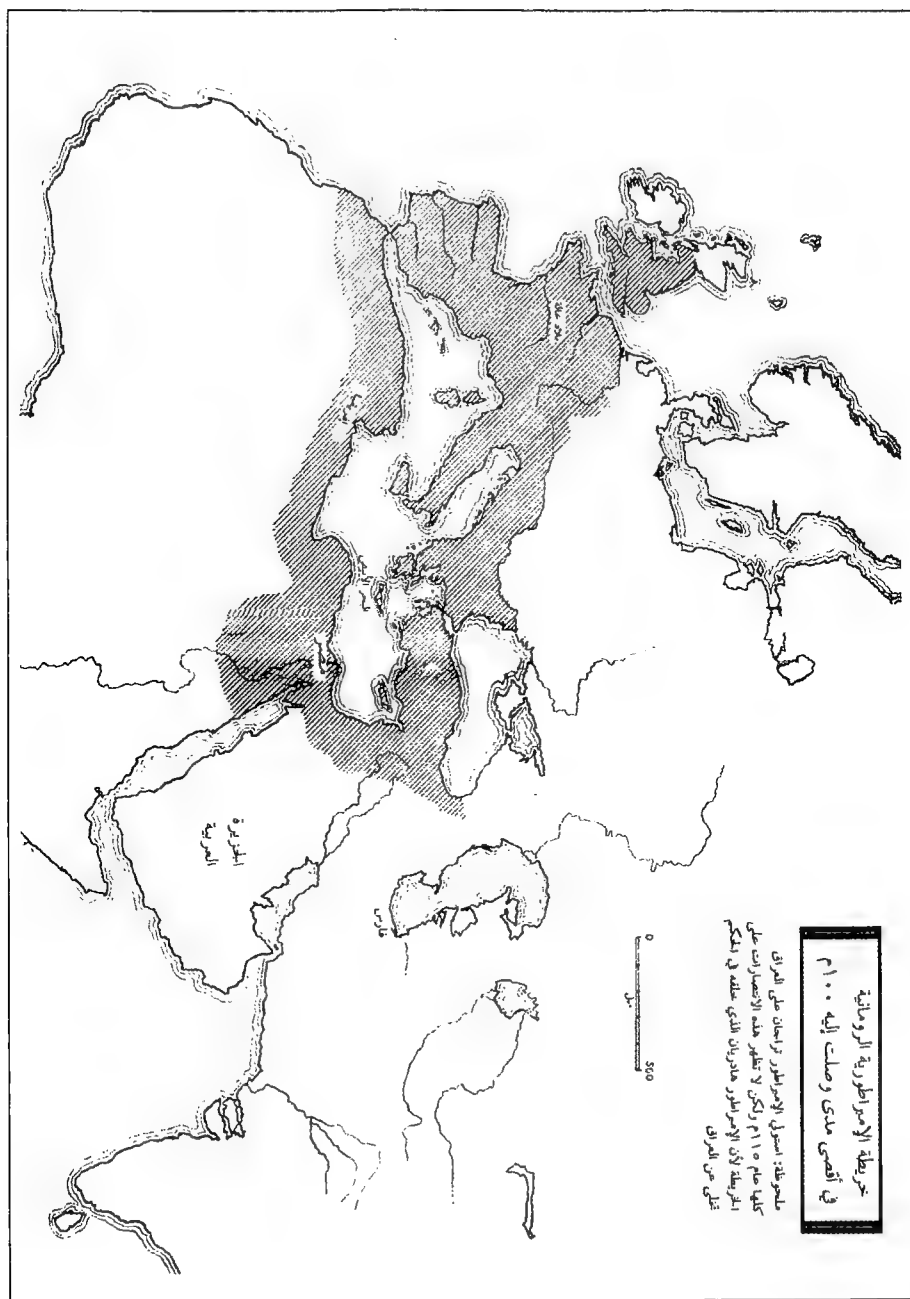 خريطة الإمبراطورية الرومانية
في أقصى مدى وصلت إليه ١٠٠م
ملحوظة: استولى الامبراطور تراجان على العراق
كلها عام ١١٥م ولكن لا تظهر هذه الانتصارات على
الخريطة لأن الإمبراطور هادريان الذي خلفه في الحكم
تخلى عن العراق
0 500
ميل
فارس
الجزيرة
العربية